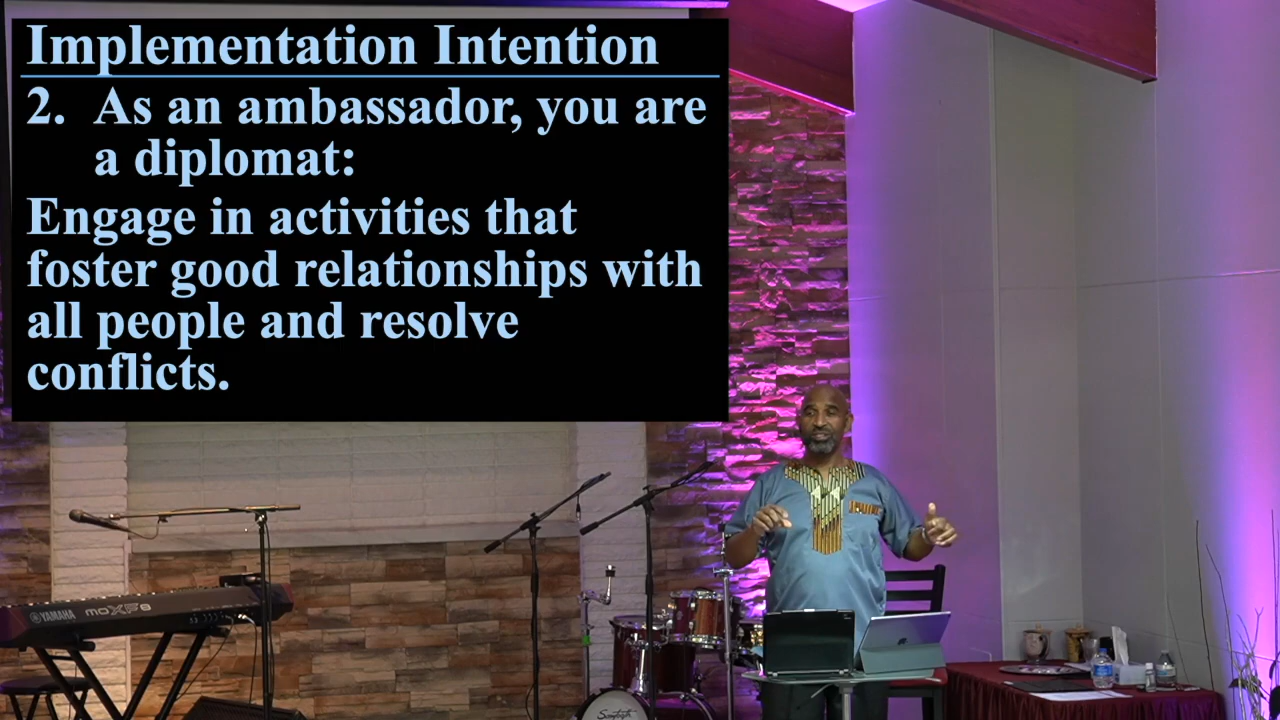 Implementation Intention
2. As an ambassador, you are
a diplomat:
Engage in activities that
foster good relationships with
all people and resolve
conflicts.
YAMAHA MOXF8